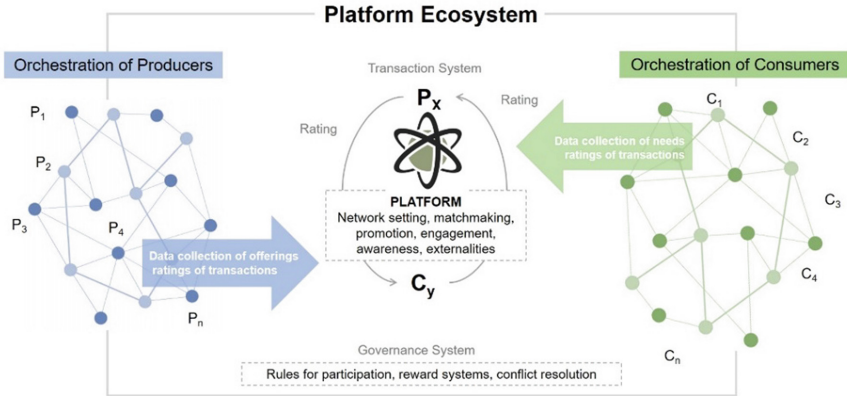 Platform Ecosystem
Orchestration of Producers
Orchestration of Consumers
Transaction System
Px
Rating
Rating
P1
P2
P3
P4
Pn
Data collection of offerings
ratings of transactions
PLATFORM
Network setting, matchmaking,
promotion, engagement,
awareness, externalities
Cy
Data collection of needs
ratings of transactions
C1
C2
C3
C4
Cn
Governance System
Rules for participation, reward systems, conflict resolution